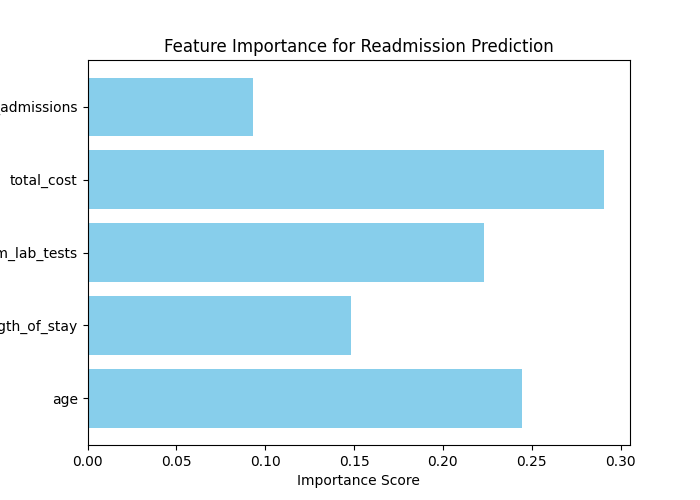 Feature Importance for Readmission Prediction
_admissions
total_cost
m_lab_tests
gth_of_stay
age
0.00 0.05 0.10 0.15 0.20 0.25 0.30
Importance Score